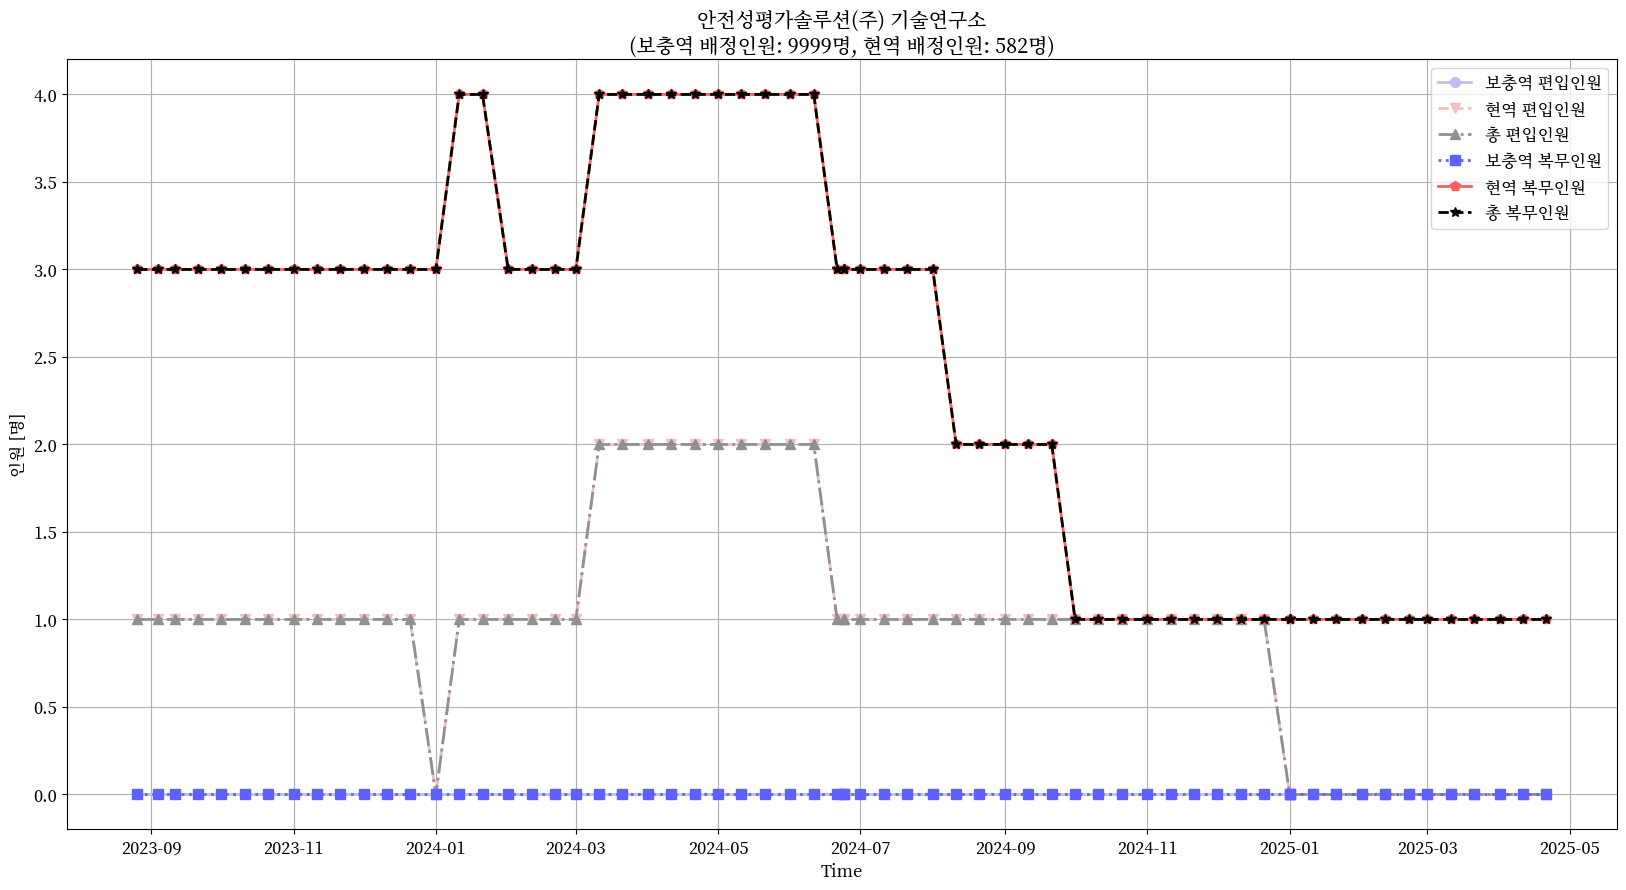 안전성평가솔루션(주) 기술연구소
(보충역 배정인원: 9999명, 현역 배정인원: 582명)
보충역 편입인원
현역 편입인원
총 편입인원
보충역 복무인원
현역 복무인원
총 복무인원
인원 [명]
4.0
3.5
3.0
2.5
2.0
1.5
1.0
0.5
0.0
2023-09 2023-11 2024-01 2024-03 2024-05 2024-07 2024-09 2024-11 2025-01 2025-03 2025-05
Time